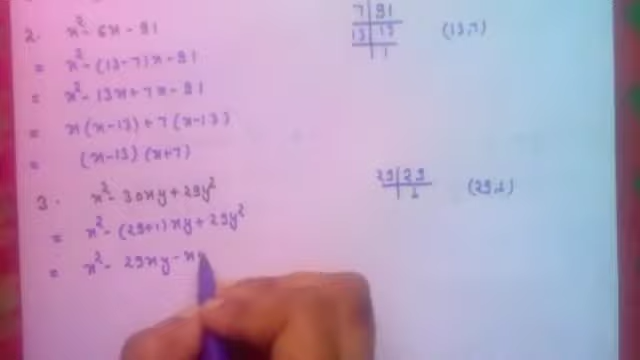 2. x² - 6x - 91
= x² - (13-7)x - 91
= x² - 13x + 7x - 91
= x(x-13) + 7(x-13)
= (x-13) (x+7)
7 | 91
13 | 13
1
(13,7)
3. x² - 30xy + 29y²
= x² - (29+1)xy + 29y²
= x² - 29xy - xy
29 | 29
1
(29,1)